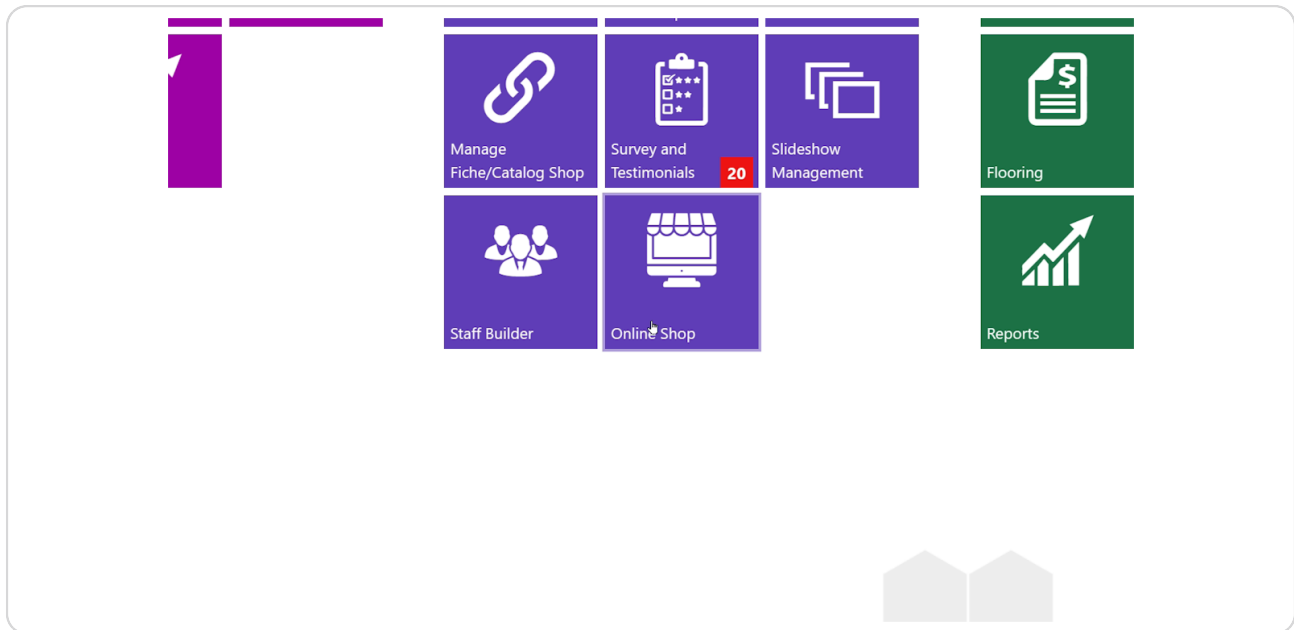 Manage
Fiche/Catalog Shop
Survey and
Testimonials
20
Slideshow
Management
Flooring
Staff Builder
Online Shop
Reports